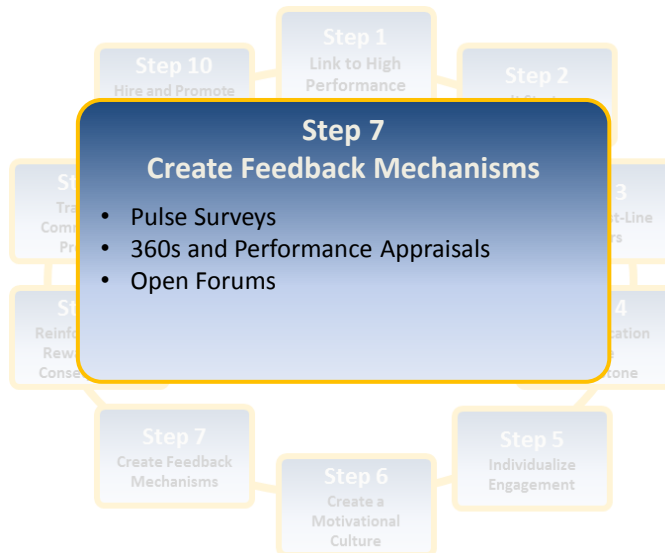 Step 1
Link to High
Performance
Step 10
Hire and Promote
Step 2
Step 7
Create Feedback Mechanisms
• Pulse Surveys
• 360s and Performance Appraisals
• Open Forums
3
4
Step 7
Create Feedback
Mechanisms
Step 6
Create a
Motivational
Culture
Step 5
Individualize
Engagement